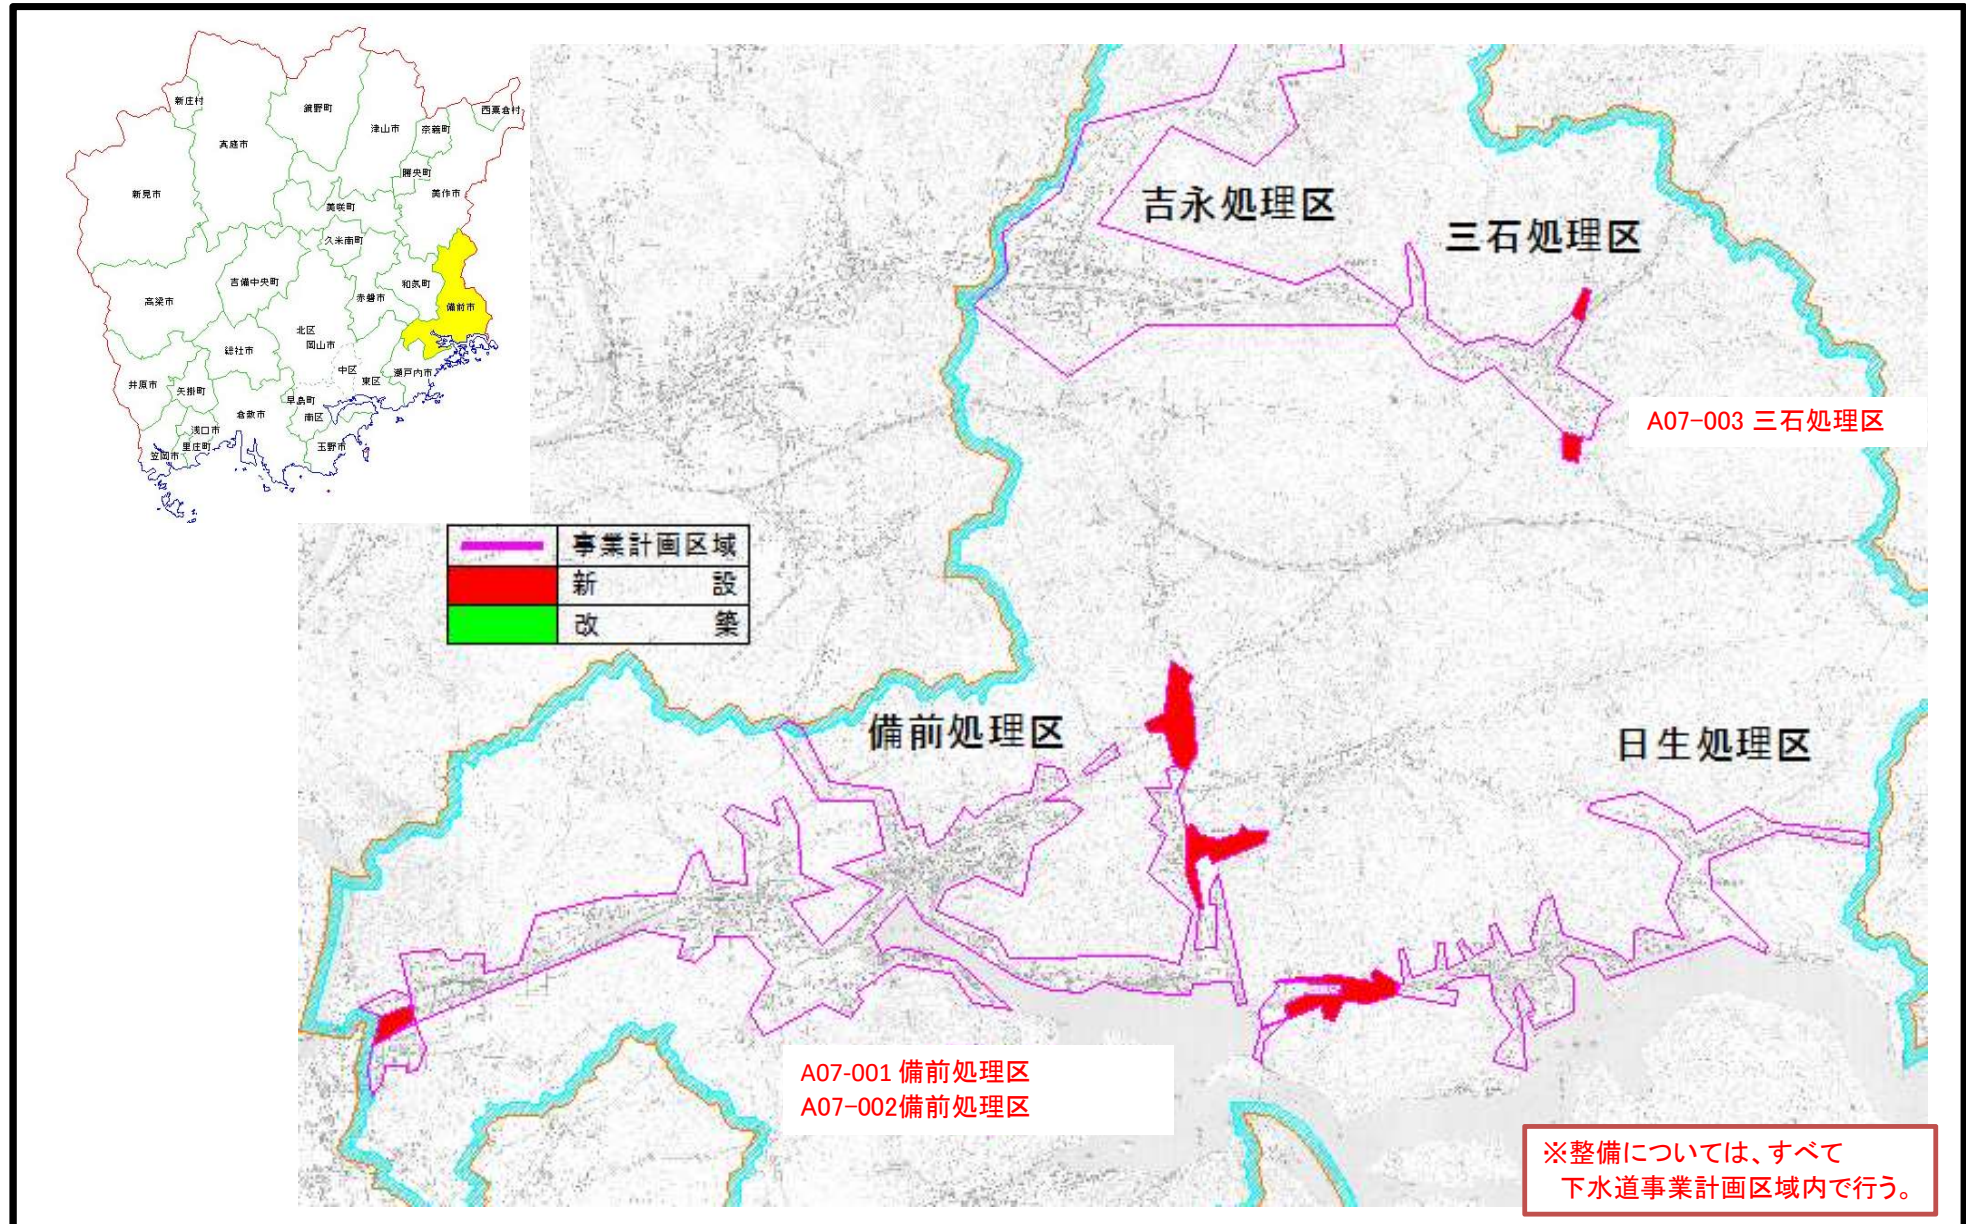 新庄村
鏡野町
西粟倉村
津山市
奈義町
真庭市
勝央町
新見市
美作市
美咲町
久米南町
吉備中央町
和気町
高梁市
赤磐市
備前市
北区
岡山市
総社市
中区
東区
瀬戸内市
井原市
矢掛町
早島町
倉敷市
南区
浅口市
里庄町
玉野市
笠岡市
吉永処理区
三石処理区
A07-003 三石処理区
事業計画区域
新 設
改 築
備前処理区
日生処理区
A07-001 備前処理区
A07-002備前処理区
※整備については、すべて
下水道事業計画区域内で行う。